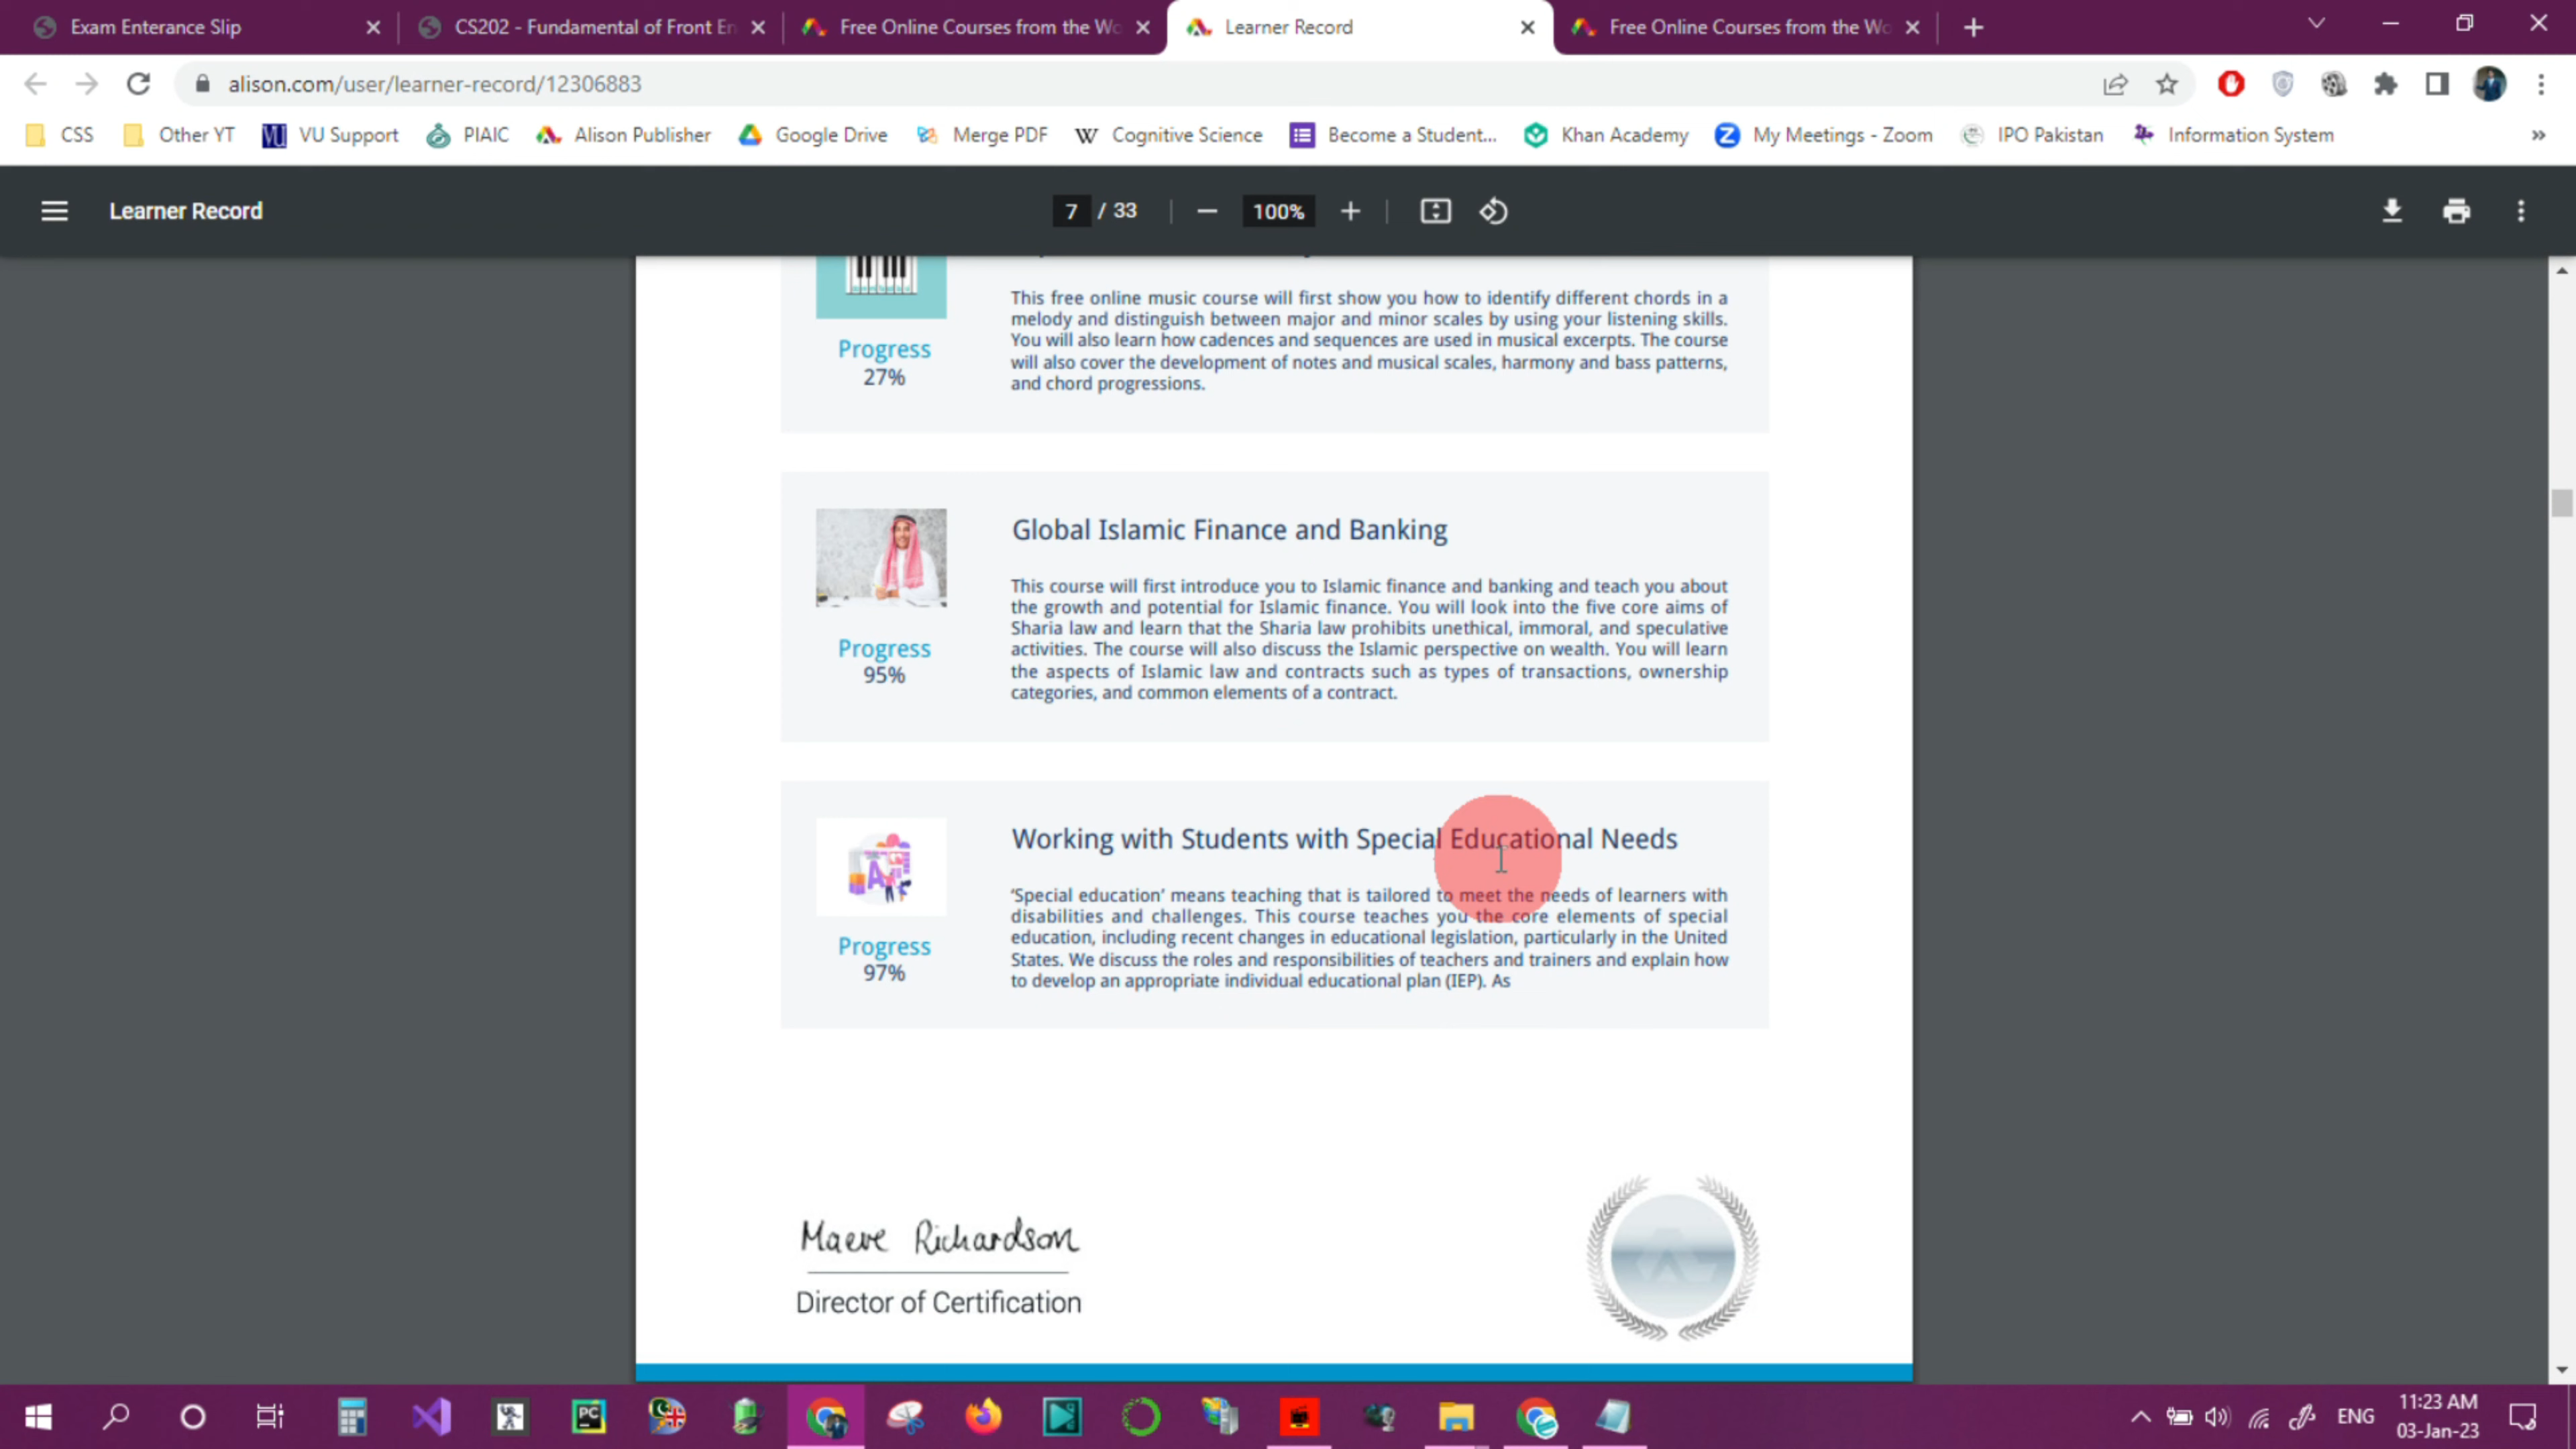 Exam Enterance Slip
CS202 - Fundamental of Front En
Free Online Courses from the Wo
Learner Record
Free Online Courses from the Wo
alison.com/user/learner-record/12306883
CSS
Other YT
VU Support
PIAIC
Alison Publisher
Google Drive
Merge PDF
W Cognitive Science
Become a Student...
Khan Academy
Z My Meetings - Zoom
IPO Pakistan
Information System
»
Learner Record
7 / 33
100%
This free online music course will first show you how to identify different chords in a
melody and distinguish between major and minor scales by using your listening skills.
You will also learn how cadences and sequences are used in musical excerpts. The course
will also cover the development of notes and musical scales, harmony and bass patterns,
and chord progressions.
Progress
27%
Global Islamic Finance and Banking
This course will first introduce you to Islamic finance and banking and teach you about
the growth and potential for Islamic finance. You will look into the five core aims of
Sharia law and learn that the Sharia law prohibits unethical, immoral, and speculative
activities. The course will also discuss the Islamic perspective on wealth. You will learn
the aspects of Islamic law and contracts such as types of transactions, ownership
categories, and common elements of a contract.
Progress
95%
Working with Students with Special Educational Needs
‘Special education’ means teaching that is tailored to meet the needs of learners with
disabilities and challenges. This course teaches you the core elements of special
education, including recent changes in educational legislation, particularly in the United
States. We discuss the roles and responsibilities of teachers and trainers and explain how
to develop an appropriate individual educational plan (IEP). As
Progress
97%
Maeve Richardson
Director of Certification
PC
ENG
11:23 AM
03-Jan-23